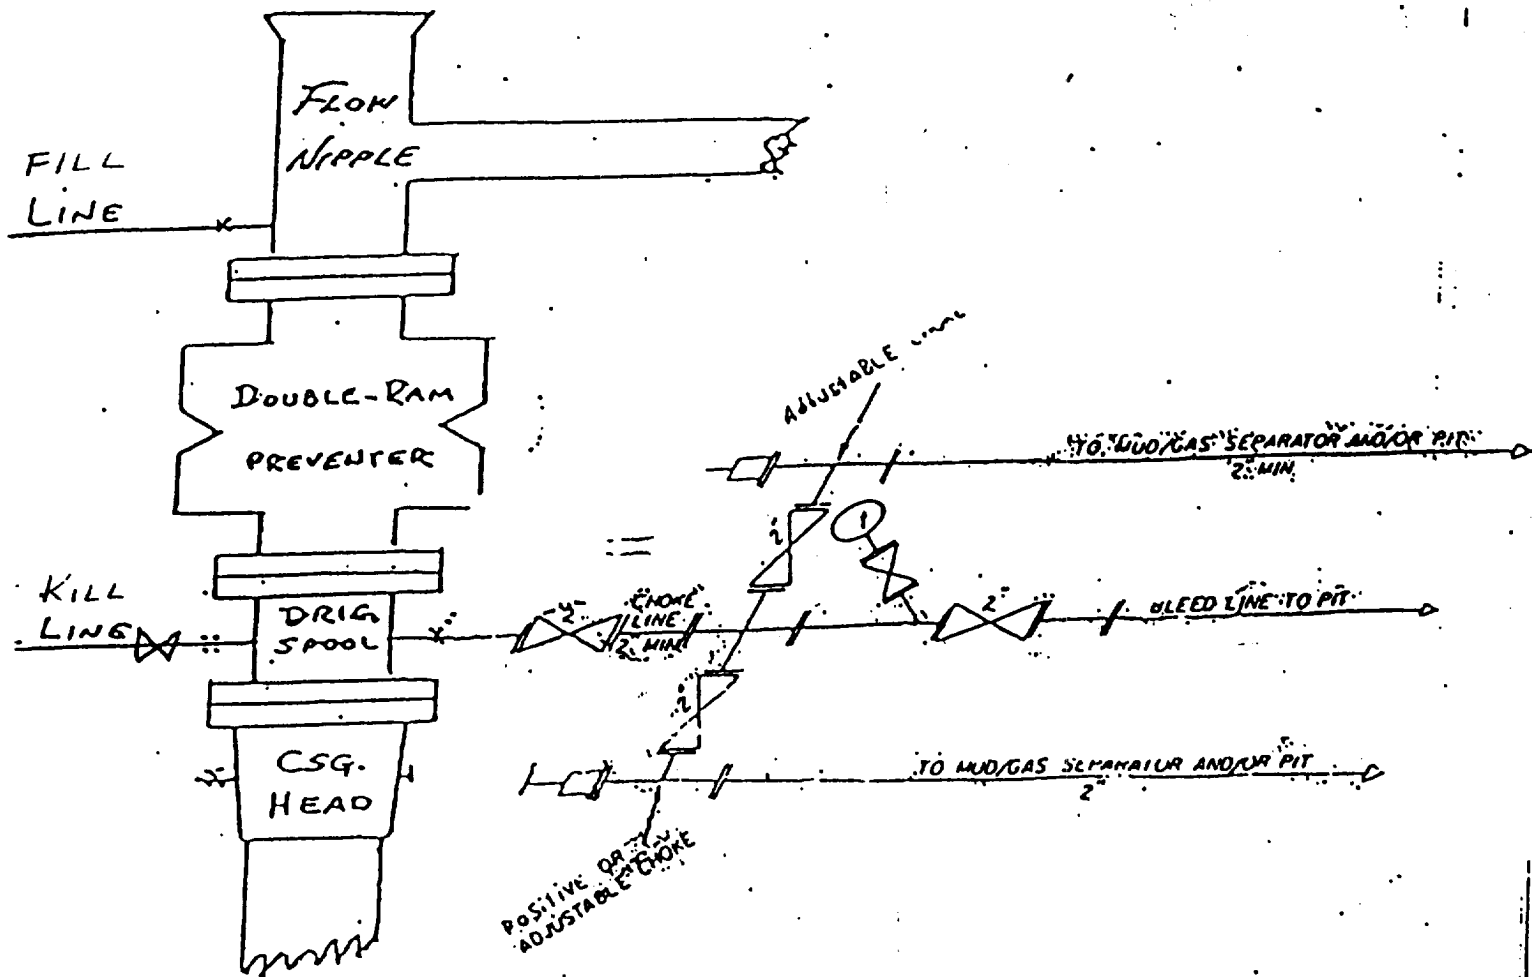 FLOW
NIPPLE
FILL
LINE
DOUBLE-RAM
PREVENTER
ADJUSTABLE
TO MUD/GAS SEPARATOR AND/OR PIT
2" MIN
2"
KILL
LINE
DRLG
SPOOL
CHOKE
LINE
2" MIN
2"
BLEED LINE TO PIT
2"
CSG.
HEAD
TO MUD/GAS SEPARATOR AND/OR PIT
2"
POSITIVE OR
ADJUSTABLE CHOKE